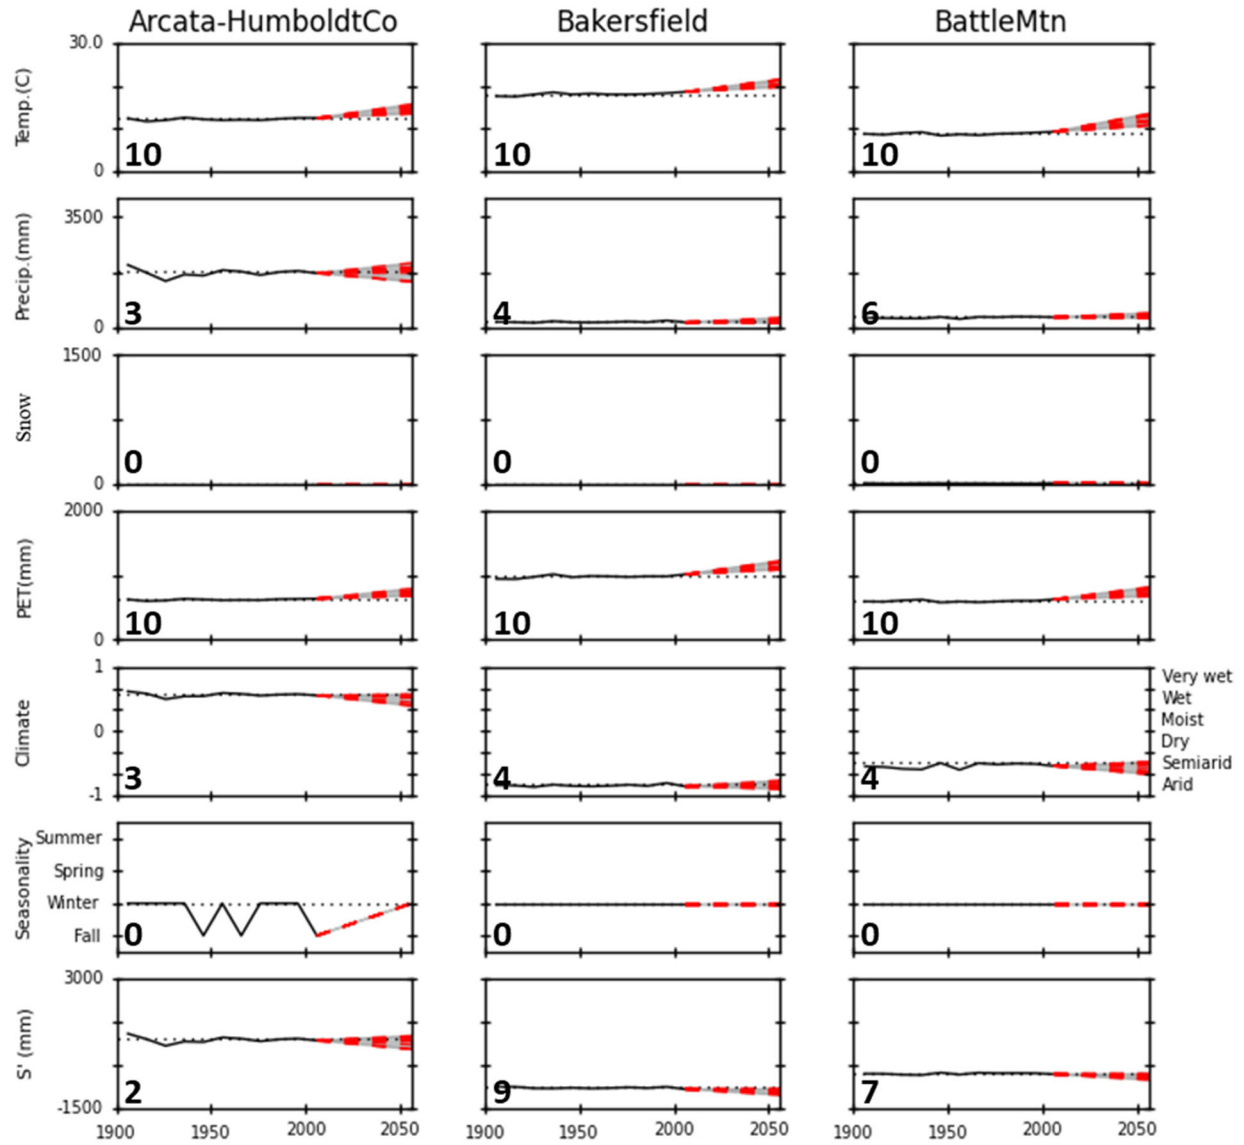 Arcata-HumboldtCo Bakersfield BattleMtn
30.0
Temp.(C)
0
10 10 10
3500
Precip.(mm)
0
3 4 6
1500
Snow
0
0 0 0
2000
PET(mm)
0
10 10 10
1
Climate
0
-1
3 4 4
Very wet
Wet
Moist
Dry
Semiarid
Arid
Seasonality
Summer
Spring
Winter
Fall
0 0 0
3000
S' (mm)
-1500
2 9 7
1900 1950 2000 2050 1900 1950 2000 2050 1900 1950 2000 2050